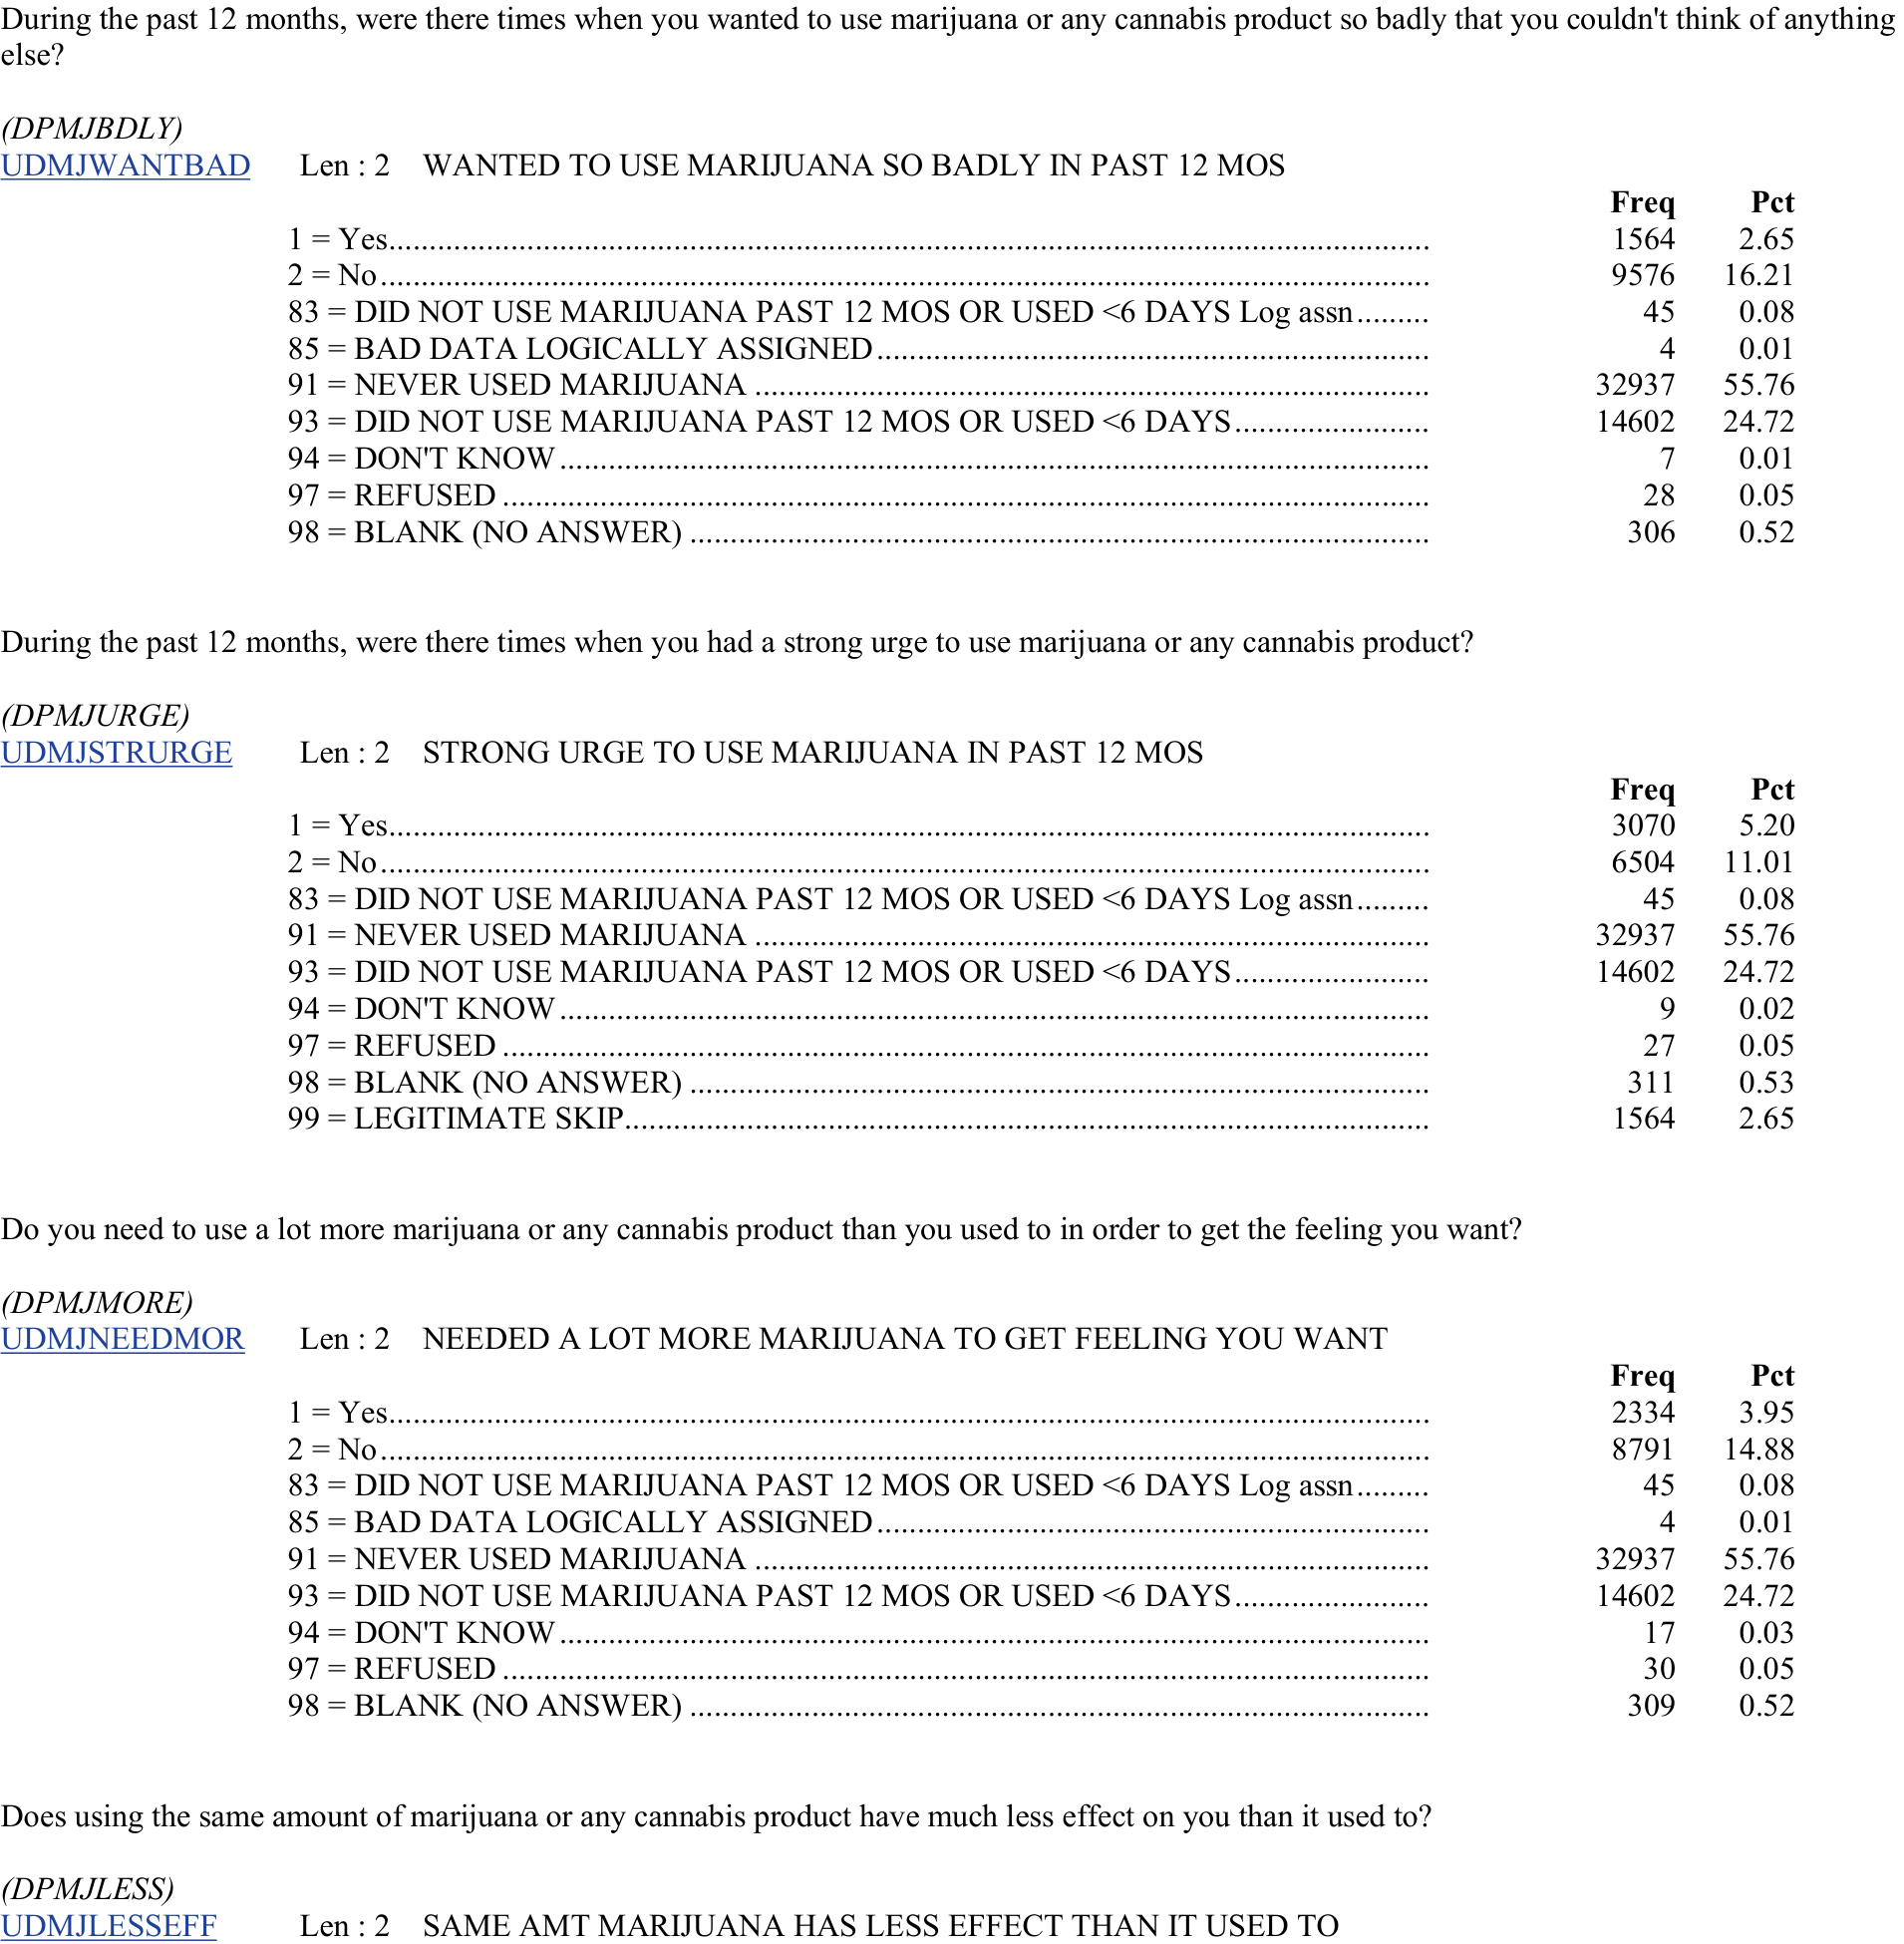 During the past 12 months, were there times when you wanted to use marijuana or any cannabis product so badly that you couldn't think of anything
else?
(DPMJBDLY)
UDMJWANTBAD Len : 2 WANTED TO USE MARIJUANA SO BADLY IN PAST 12 MOS
Freq Pct
1 = Yes........................................ 1564 2.65
2 = No........................................ 9576 16.21
83 = DID NOT USE MARIJUANA PAST 12 MOS OR USED <6 DAYS Log assn......... 45 0.08
85 = BAD DATA LOGICALLY ASSIGNED........................................ 4 0.01
91 = NEVER USED MARIJUANA ........................................ 32937 55.76
93 = DID NOT USE MARIJUANA PAST 12 MOS OR USED <6 DAYS........................ 14602 24.72
94 = DON'T KNOW ........................................ 7 0.01
97 = REFUSED ........................................ 28 0.05
98 = BLANK (NO ANSWER) ........................................ 306 0.52
During the past 12 months, were there times when you had a strong urge to use marijuana or any cannabis product?
(DPMJURGE)
UDMJSTRURGE Len : 2 STRONG URGE TO USE MARIJUANA IN PAST 12 MOS
Freq Pct
1 = Yes........................................ 3070 5.20
2 = No........................................ 6504 11.01
83 = DID NOT USE MARIJUANA PAST 12 MOS OR USED <6 DAYS Log assn......... 45 0.08
91 = NEVER USED MARIJUANA ........................................ 32937 55.76
93 = DID NOT USE MARIJUANA PAST 12 MOS OR USED <6 DAYS........................ 14602 24.72
94 = DON'T KNOW ........................................ 9 0.02
97 = REFUSED ........................................ 27 0.05
98 = BLANK (NO ANSWER) ........................................ 311 0.53
99 = LEGITIMATE SKIP........................................ 1564 2.65
Do you need to use a lot more marijuana or any cannabis product than you used to in order to get the feeling you want?
(DPMJMORE)
UDMJNEEDMOR Len : 2 NEEDED A LOT MORE MARIJUANA TO GET FEELING YOU WANT
Freq Pct
1 = Yes........................................ 2334 3.95
2 = No........................................ 8791 14.88
83 = DID NOT USE MARIJUANA PAST 12 MOS OR USED <6 DAYS Log assn......... 45 0.08
85 = BAD DATA LOGICALLY ASSIGNED........................................ 4 0.01
91 = NEVER USED MARIJUANA ........................................ 32937 55.76
93 = DID NOT USE MARIJUANA PAST 12 MOS OR USED <6 DAYS........................ 14602 24.72
94 = DON'T KNOW ........................................ 17 0.03
97 = REFUSED ........................................ 30 0.05
98 = BLANK (NO ANSWER) ........................................ 309 0.52
Does using the same amount of marijuana or any cannabis product have much less effect on you than it used to?
(DPMJLESS)
UDMJLESSEFF Len : 2 SAME AMT MARIJUANA HAS LESS EFFECT THAN IT USED TO